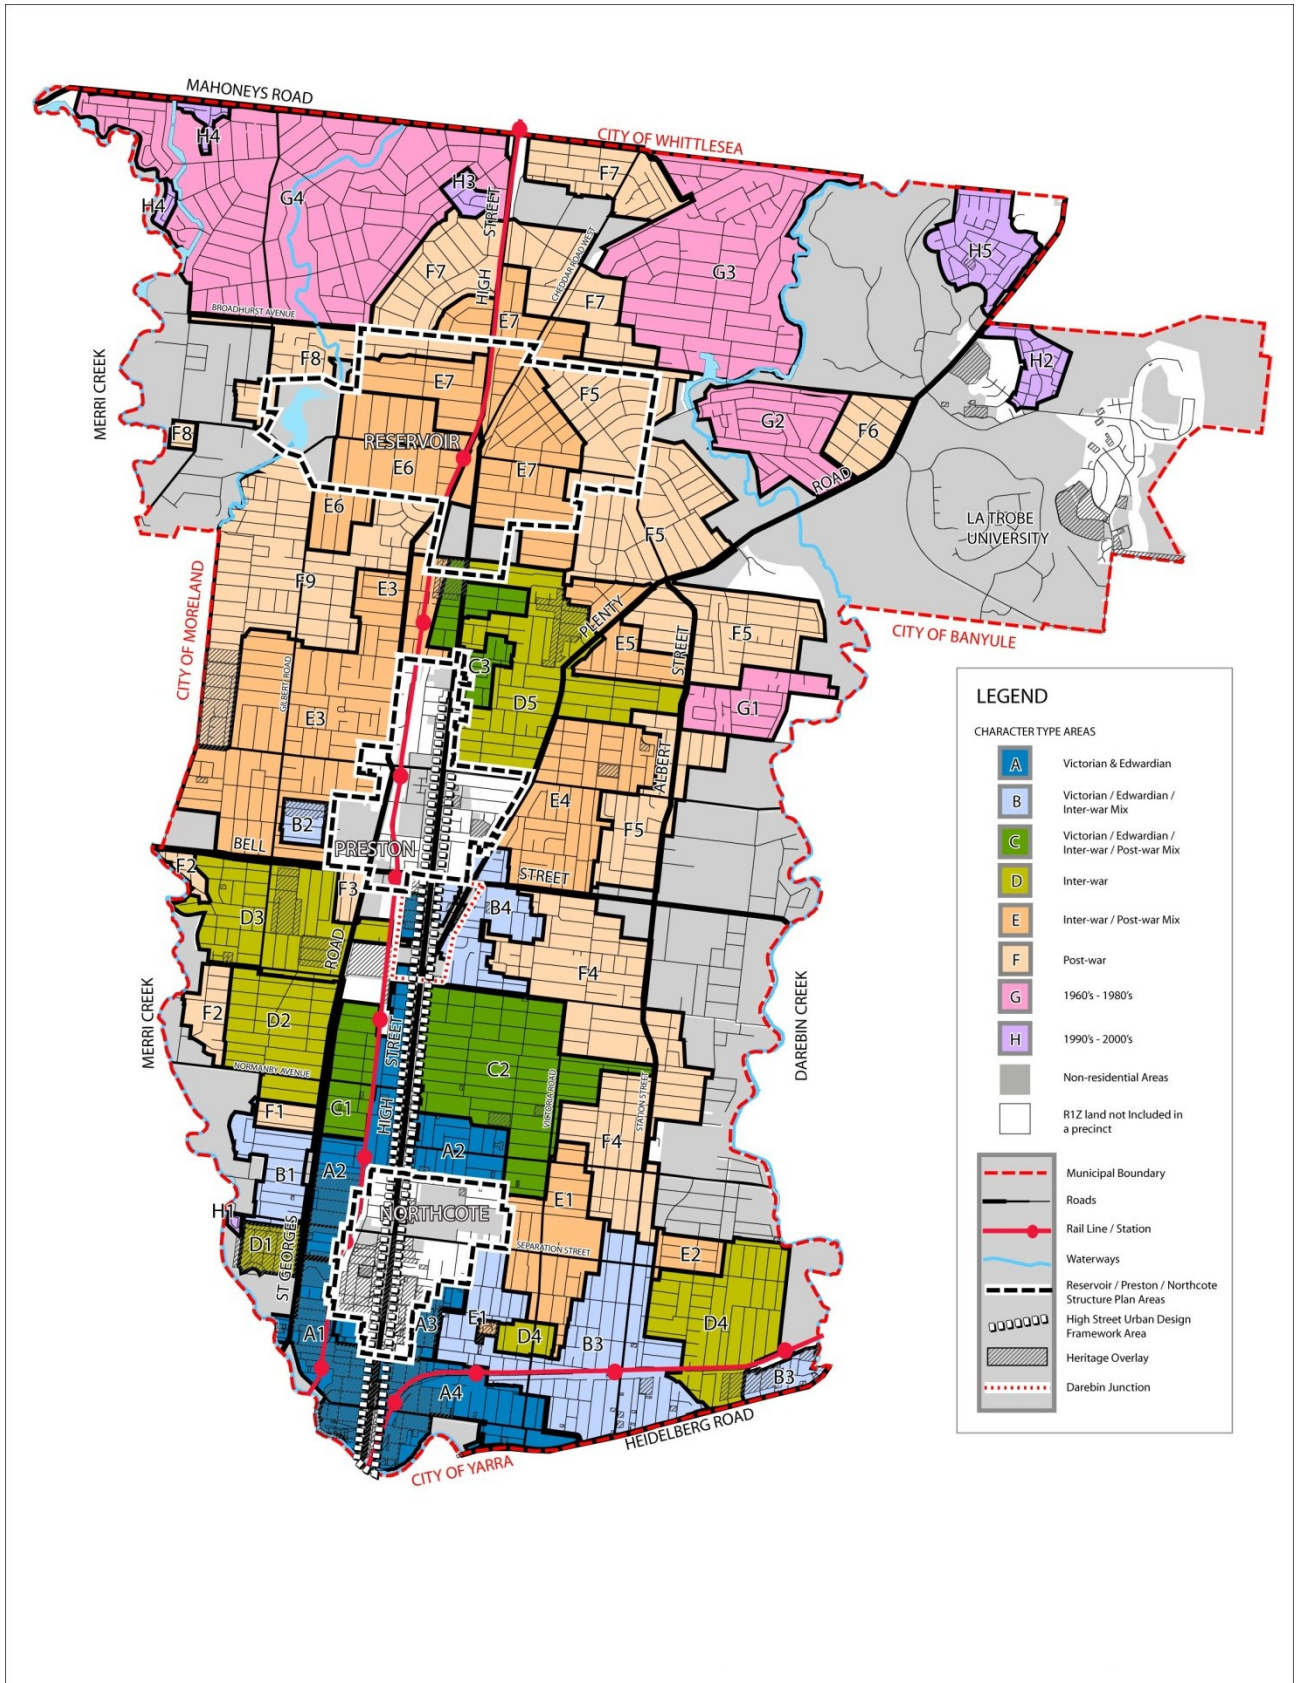 MAHONEYS ROAD
CITY OF WHITTLESEA
H4
H3
F7
H4
G4
STREET
G3
H5
F7
CHEDDAR ROAD WEST
HIGH
F7
BROADHURST AVENUE
E7
F8
H2
E7
F5
MERRI CREEK
G2
F6
F8
RESERVOIR
E6
E7
ROAD
E6
LA TROBE
UNIVERSITY
F5
CITY OF MORELAND
F9
E3
PLENTY
CITY OF BANYULE
E5
F5
STREET
C3
GILBERT ROAD
D5
G1
E3
ALBERT
E4
B2
F5
BELL
PRESTON
STREET
F2
F3
B4
D3
ROAD
F4
MERRI CREEK
DAREBIN CREEK
F2
D2
STREET
C2
NORMANBY AVENUE
VICTORIA ROAD
STATION STREET
F1
C1
HIGH
F4
A2
A2
B1
E1
H1
NORTHCOTE
D1
ST GEORGES
SEPARATION STREET
E2
A1
A3
E1
D4
B3
D4
B3
A4
HEIDELBERG ROAD
CITY OF YARRA
LEGEND
CHARACTER TYPE AREAS
A Victorian & Edwardian
B Victorian / Edwardian /
Inter-war Mix
C Victorian / Edwardian /
Inter-war / Post-war Mix
D Inter-war
E Inter-war / Post-war Mix
F Post-war
G 1960's - 1980's
H 1990's - 2000's
Non-residential Areas
R1Z land not Included in
a precinct
Municipal Boundary
Roads
Rail Line / Station
Waterways
Reservoir / Preston / Northcote
Structure Plan Areas
High Street Urban Design
Framework Area
Heritage Overlay
Darebin Junction